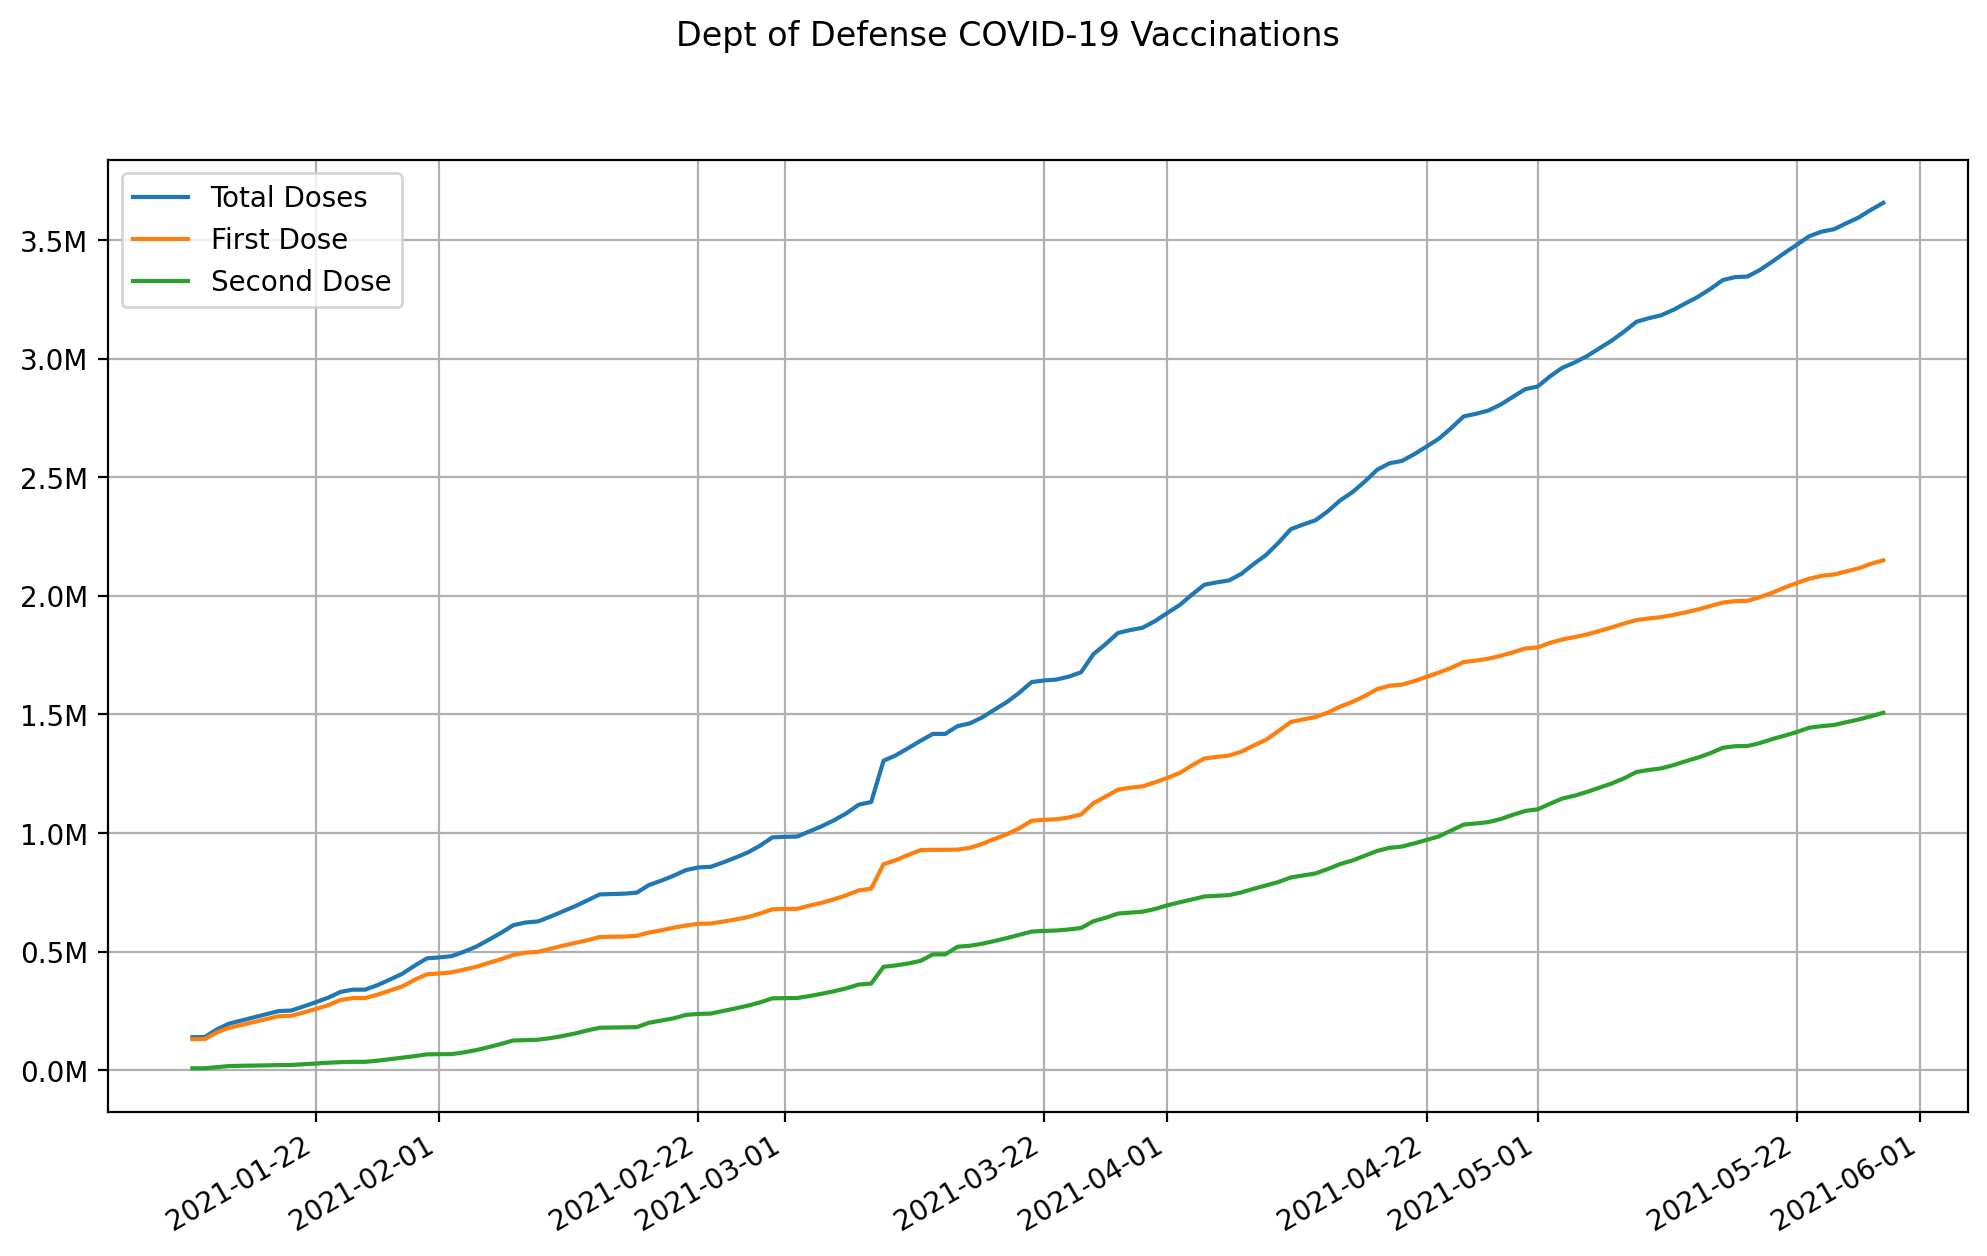 Dept of Defense COVID-19 Vaccinations
Total Doses
First Dose
Second Dose
3.5M
3.0M
2.5M
2.0M
1.5M
1.0M
0.5M
0.0M
2021-01-22
2021-02-01
2021-02-22
2021-03-01
2021-03-22
2021-04-01
2021-04-22
2021-05-01
2021-05-22
2021-06-01